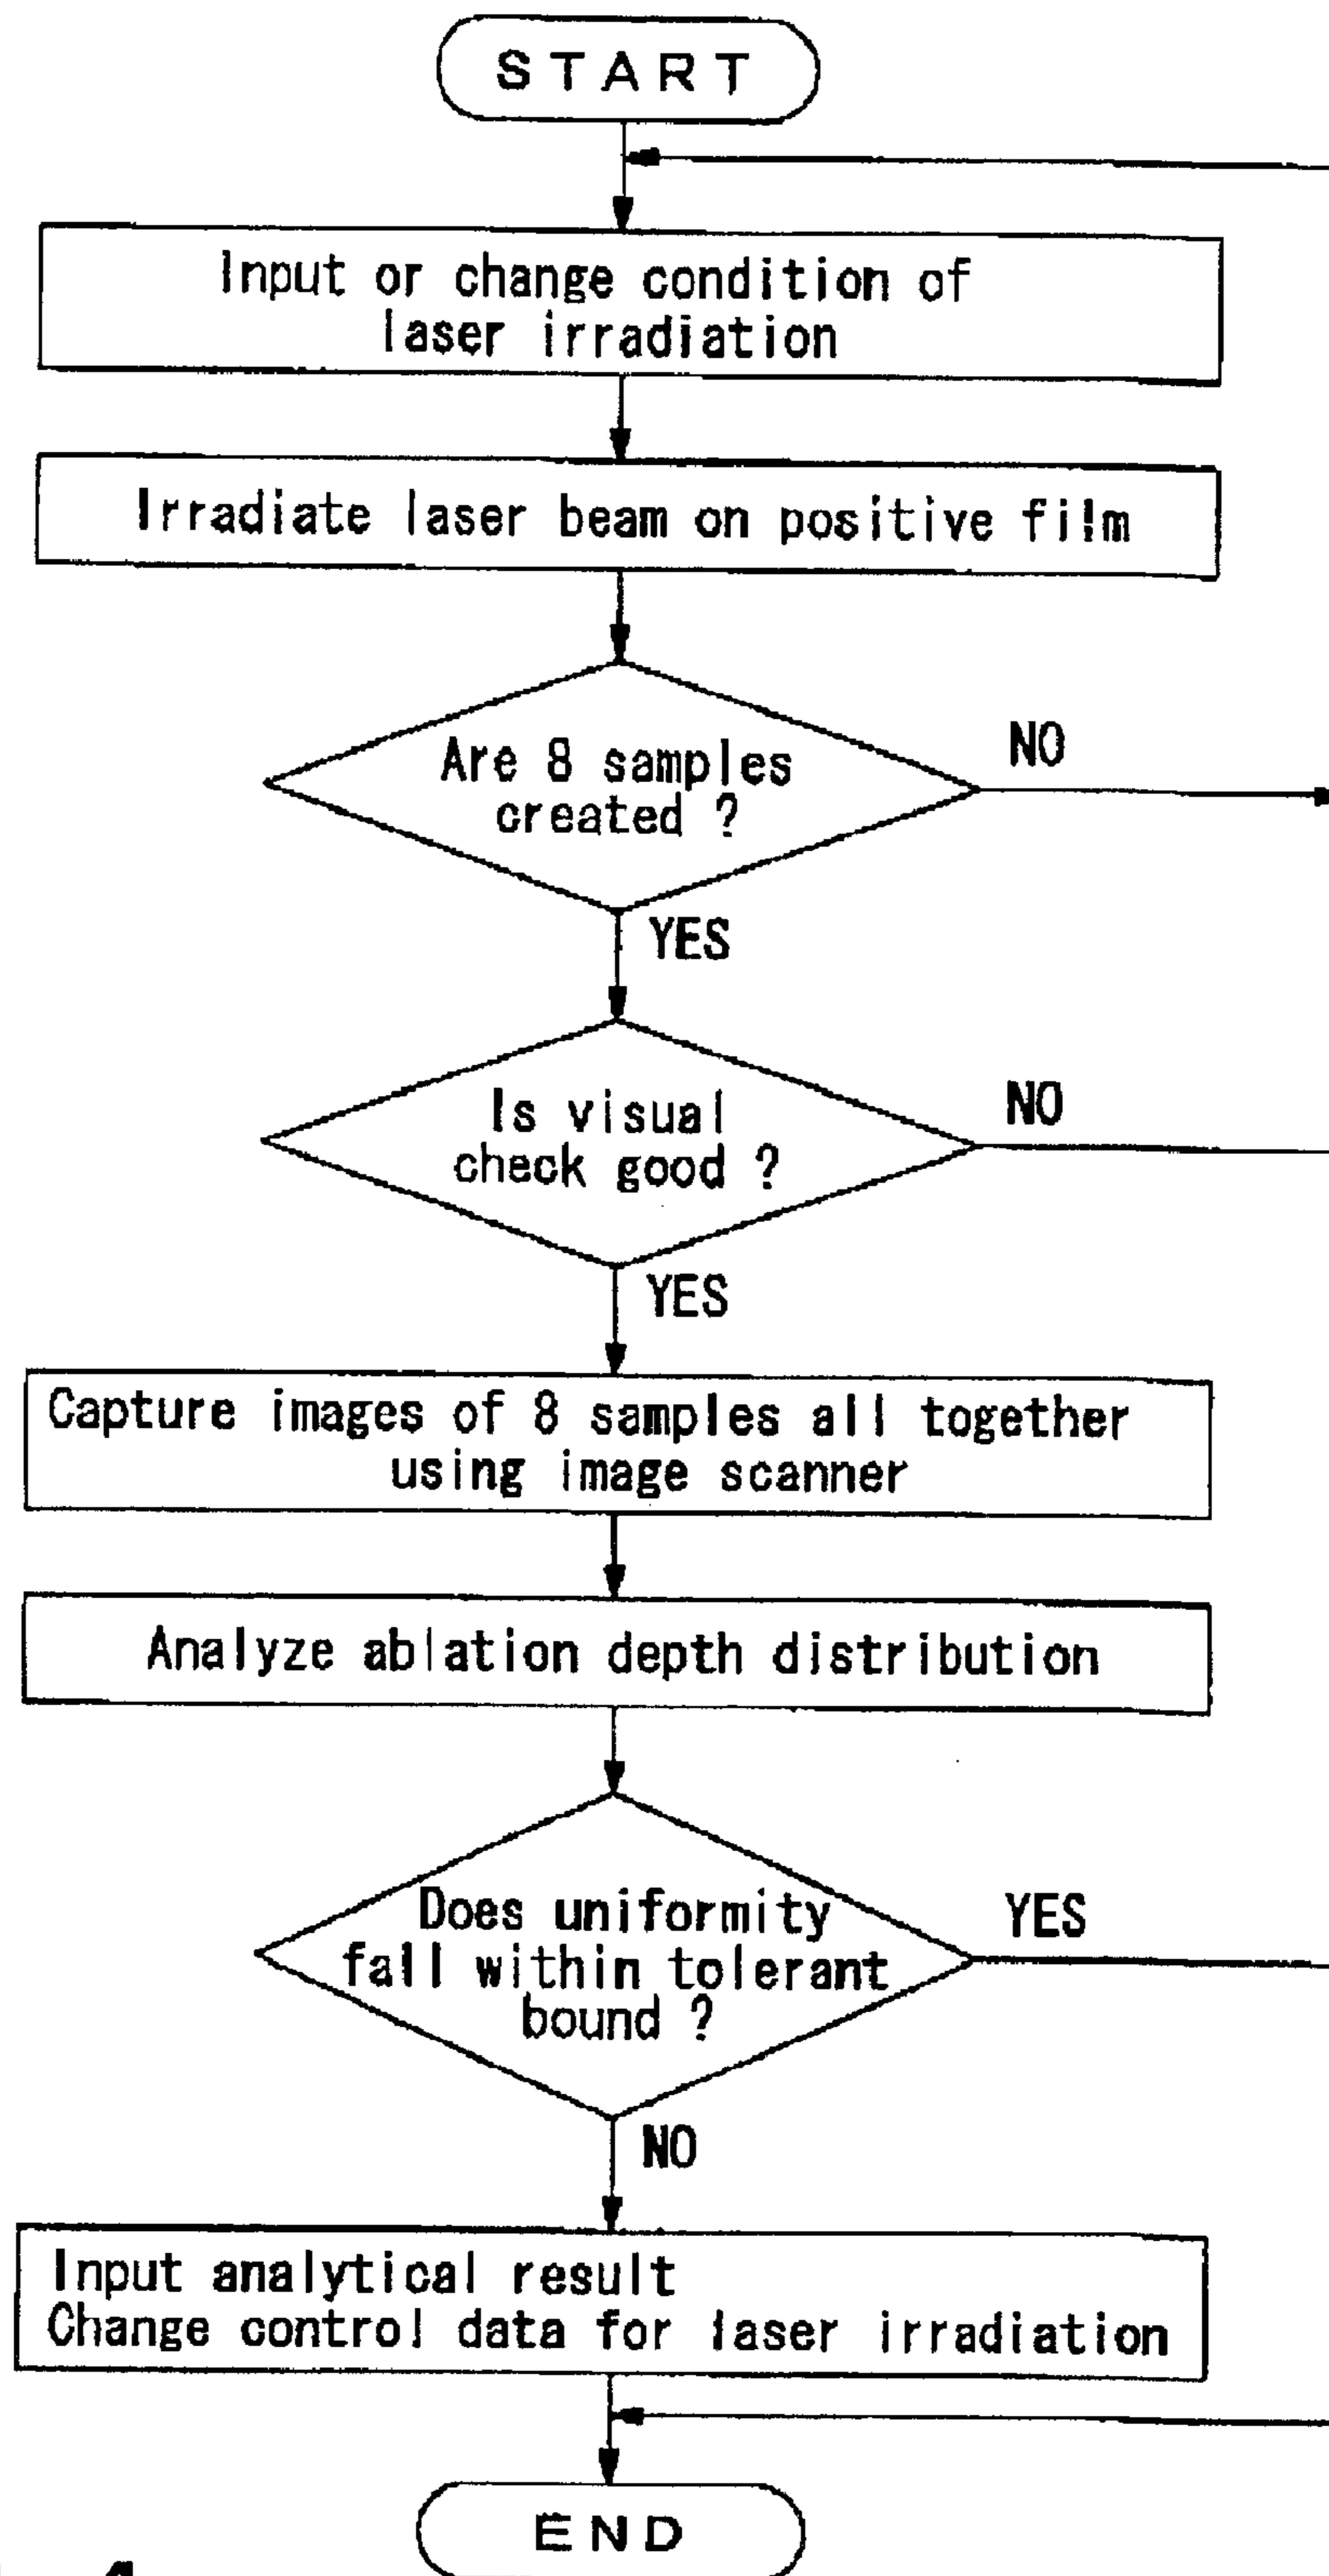 START
Input or change condition of
laser irradiation
Irradiate laser beam on positive film
Are 8 samples
created ?
NO
YES
Is visual
check good ?
NO
YES
Capture images of 8 samples all together
using image scanner
Analyze ablation depth distribution
Does uniformity
fall within tolerant
bound ?
YES
NO
Input analytical result
Change control data for laser irradiation
END